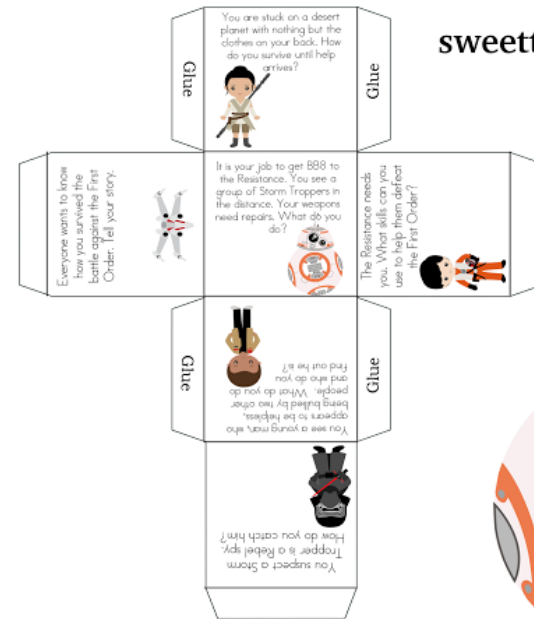 You are stuck on a desert
planet with nothing but the
clothes on your back. How
do you survive until help
arrives?
Glue
Glue
sweett
Everyone wants to know
how you survived the
battle against the First
Order. Tell your story.
It is your job to get BB8 to
the Resistance. You see a
group of Storm Troppers in
the distance. Your weapons
need repairs. What do you
do?
The Resistance needs
you. What skills can you
use to help them defeat
the First Order?
Glue
Glue
You see a young man, who
appears to be helpless,
being bullied by two other
people. What do you do
and who do you
find out he is?
You suspect a Storm
Tropper is a Rebel spy.
How do you catch him?